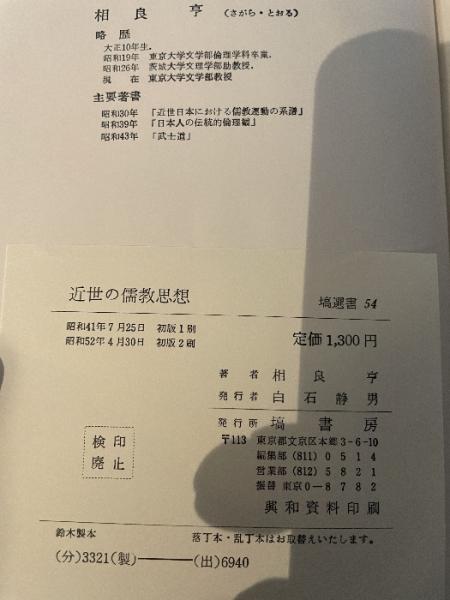 相良 亨 (さがら・とおる)
略歴
大正10年生.
昭和19年 東京大学文学部倫理学科卒業.
昭和26年 茨城大学文理学部助教授.
現在 東京大学文学部教授
主要著書
昭和30年 『近世日本における儒教運動の系譜』
昭和39年 『日本人の伝統的倫理観』
昭和43年 『武士道』
近世の儒教思想 塙選書 54
昭和41年7月25日 初版1刷
昭和52年4月30日 初版2刷
定価1,300円
著者 相良亨
発行者 白石静男
発行所 塙書房
〒113 東京都文京区本郷3-6-10
編集部 (811) 0514
営業部 (812) 5821
振替 東京0-8782
興和資料印刷
検印
廃止
鈴木製本 落丁本・乱丁本はお取替えいたします.
(分)3321(製)―――(出)6940